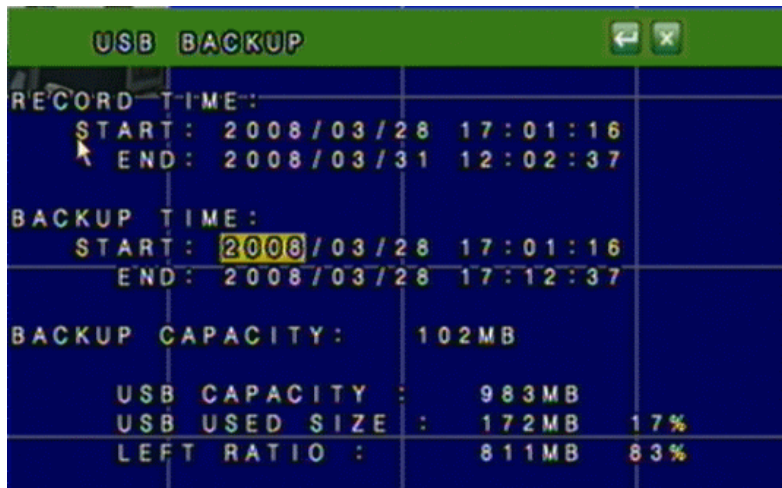 USB BACKUP
RECORD TIME:
START: 2008/03/28 17:01:16
END: 2008/03/31 12:02:37
BACKUP TIME:
START: 2008/03/28 17:01:16
END: 2008/03/28 17:12:37
BACKUP CAPACITY: 102MB
USB CAPACITY : 983MB
USB USED SIZE : 172MB 17%
LEFT RATIO : 811MB 83%